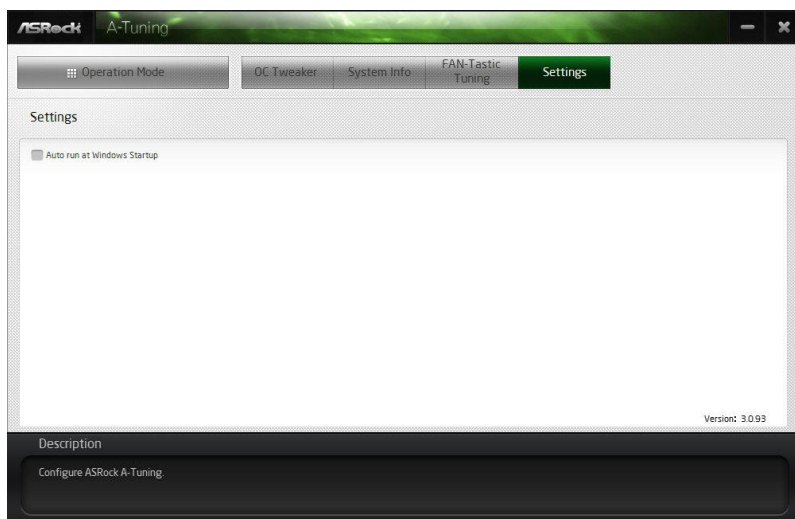 ASRock A-Tuning
Operation Mode
OC Tweaker
System Info
FAN-Tastic
Tuning
Settings
Settings
Auto run at Windows Startup
Version: 3.0.93
Description
Configure ASRock A-Tuning.